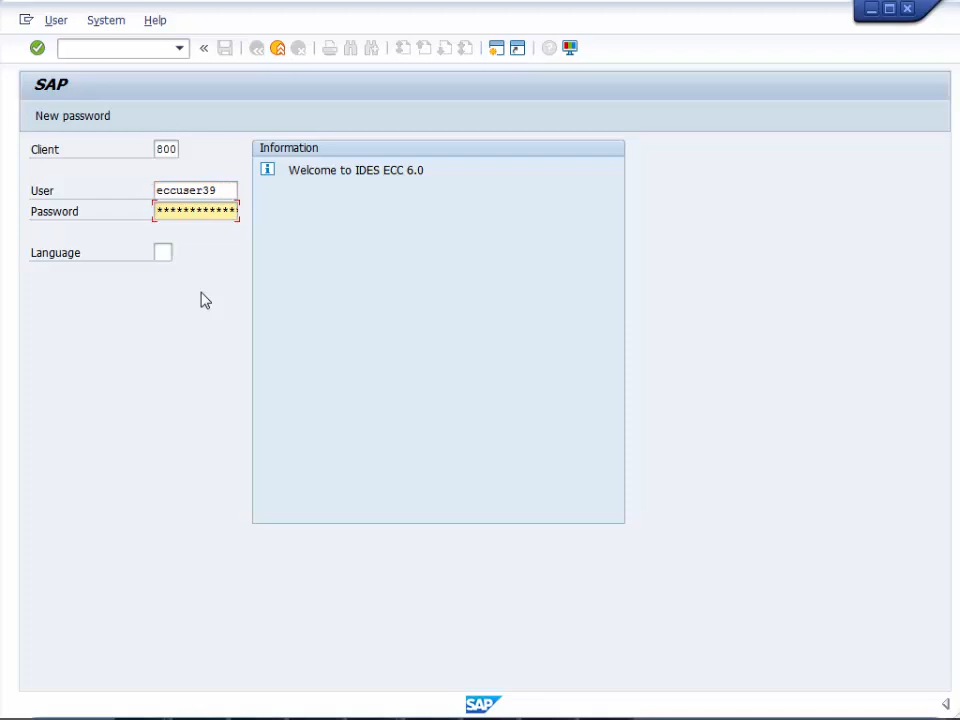 User System Help
SAP
New password
Client 800
Information
Welcome to IDES ECC 6.0
User eccuser39
Password ************
Language
SAP